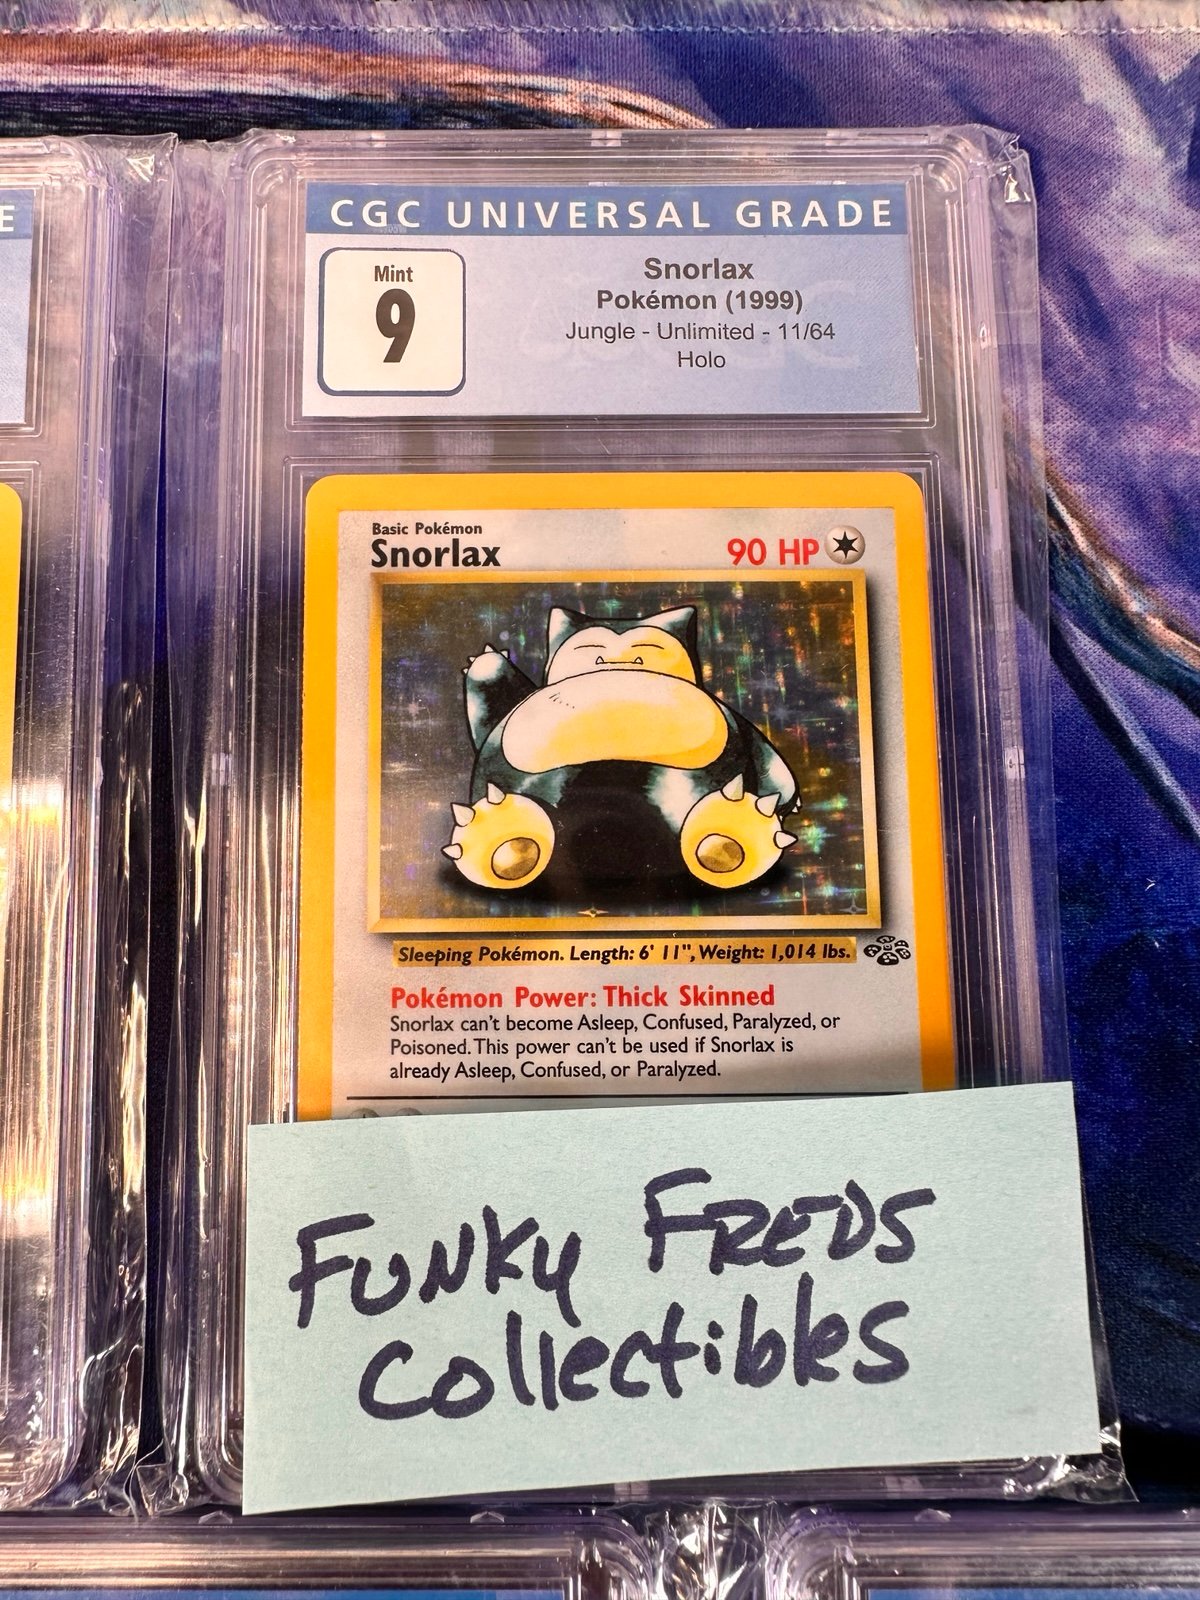 E
CGC UNIVERSAL GRADE
Mint
9
Snorlax
Pokémon (1999)
Jungle - Unlimited - 11/64
Holo
Basic Pokémon
Snorlax
90 HP
Sleeping Pokémon. Length: 6' 11", Weight: 1,014 lbs.
Pokémon Power: Thick Skinned
Snorlax can't become Asleep, Confused, Paralyzed, or
Poisoned. This power can't be used if Snorlax is
already Asleep, Confused, or Paralyzed.
FUNKY FREDS
Collectibles